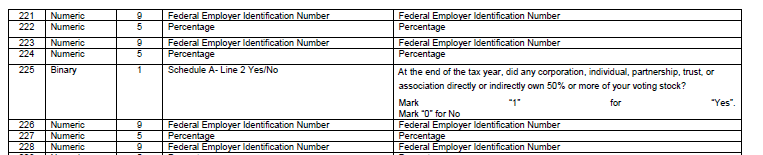 221 Numeric 9 Federal Employer Identification Number Federal Employer Identification Number
222 Numeric 5 Percentage Percentage
223 Numeric 9 Federal Employer Identification Number Federal Employer Identification Number
224 Numeric 5 Percentage Percentage
225 Binary 1 Schedule A- Line 2 Yes/No At the end of the tax year, did any corporation, individual, partnership, trust, or
association directly or indirectly own 50% or more of your voting stock?
Mark "1" for "Yes".
Mark "0" for No
226 Numeric 9 Federal Employer Identification Number Federal Employer Identification Number
227 Numeric 5 Percentage Percentage
228 Numeric 9 Federal Employer Identification Number Federal Employer Identification Number